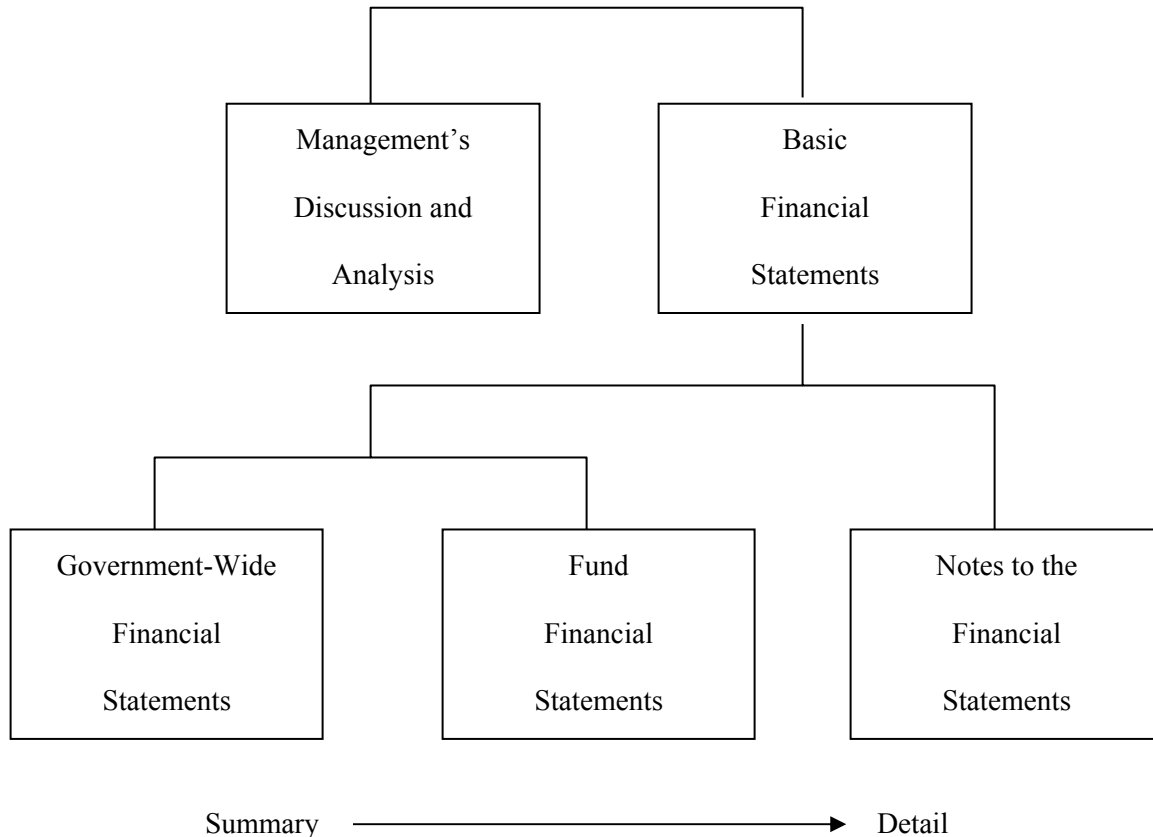 Management’s
Discussion and
Analysis
Basic
Financial
Statements
Government-Wide
Financial
Statements
Fund
Financial
Statements
Notes to the
Financial
Statements
Summary
Detail